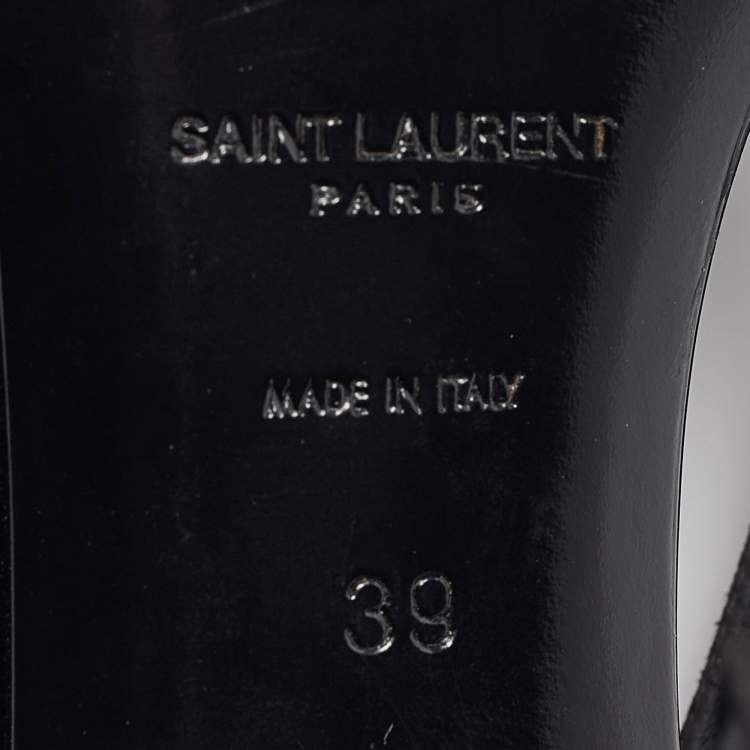 SAINT LAURENT
PARIS
MADE IN ITALY
39